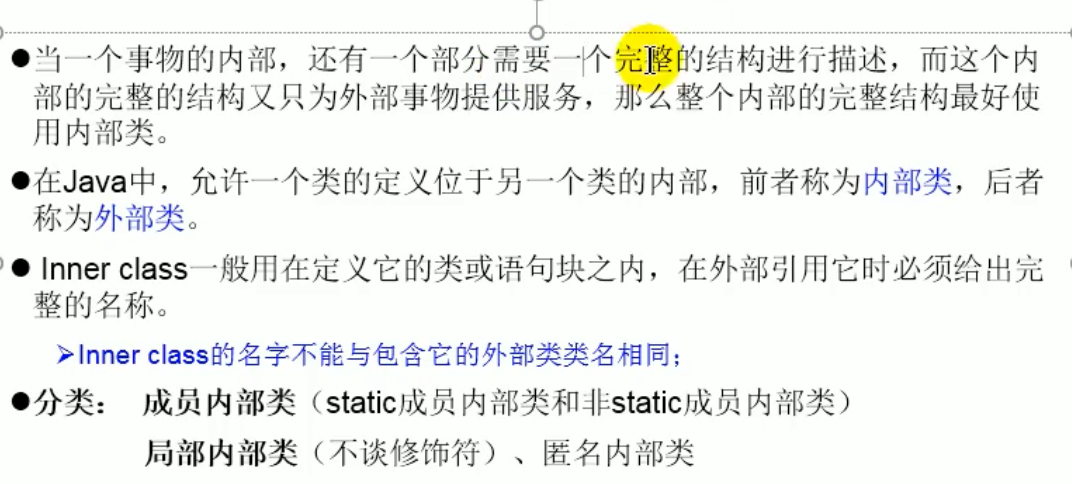 ●当一个事物的内部，还有一个部分需要一个完整的结构进行描述，而这个内
部的完整的结构又只为外部事物提供服务，那么整个内部的完整结构最好使
用内部类。
●在Java中，允许一个类的定义位于另一个类的内部，前者称为内部类，后者
称为外部类。
● Inner class一般用在定义它的类或语句块之内，在外部引用它时必须给出完
整的名称。
➢Inner class的名字不能与包含它的外部类类名相同；
●分类： 成员内部类（static成员内部类和非static成员内部类）
局部内部类（不谈修饰符）、匿名内部类